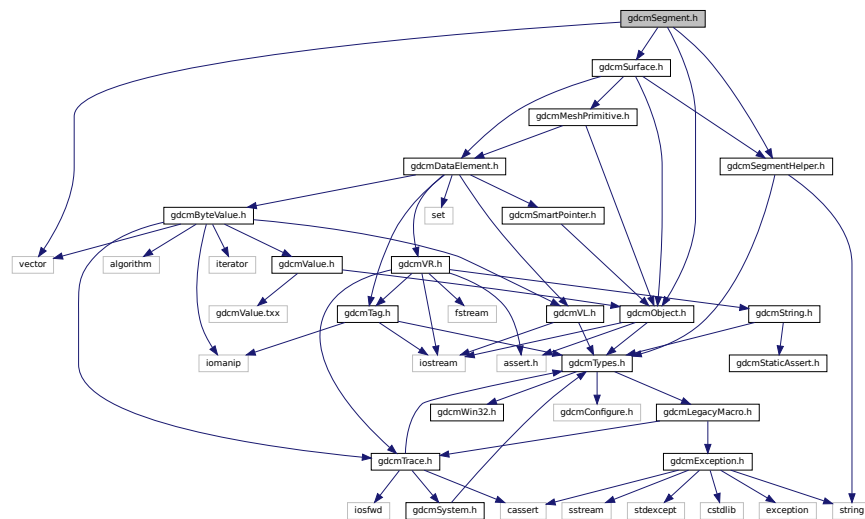 gdcmSegment.h
gdcmSurface.h
gdcmMeshPrimitive.h
gdcmDataElement.h
gdcmSegmentHelper.h
gdcmByteValue.h
set
gdcmSmartPointer.h
vector
algorithm
iterator
gdcmValue.h
gdcmVR.h
gdcmValue.txx
gdcmTag.h
fstream
gdcmVL.h
gdcmObject.h
gdcmString.h
iomanip
iostream
assert.h
gdcmTypes.h
gdcmStaticAssert.h
gdcmWin32.h
gdcmConfigure.h
gdcmLegacyMacro.h
gdcmTrace.h
gdcmException.h
iosfwd
gdcmSystem.h
cassert
sstream
stdexcept
cstdlib
exception
string